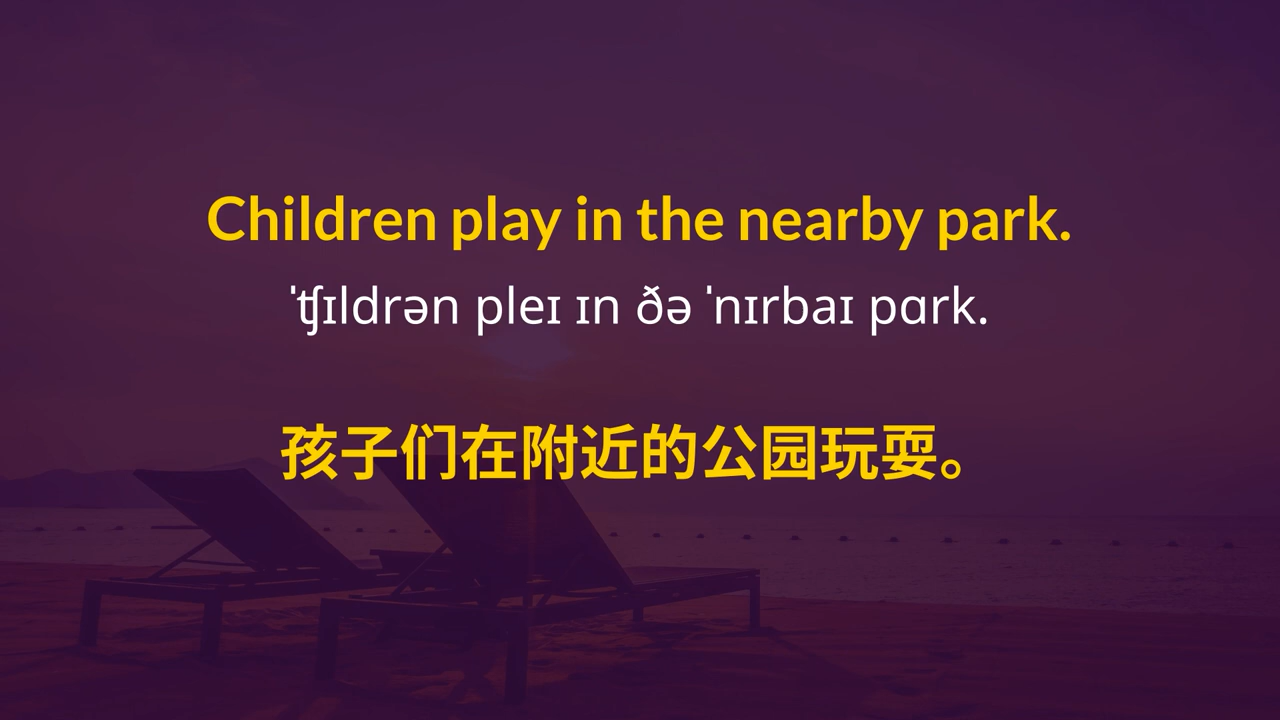 Children play in the nearby park.
ˈʧɪldrən pleɪ ɪn ðə ˈnɪrbaɪ pɑrk.
孩子们在附近的公园玩耍。